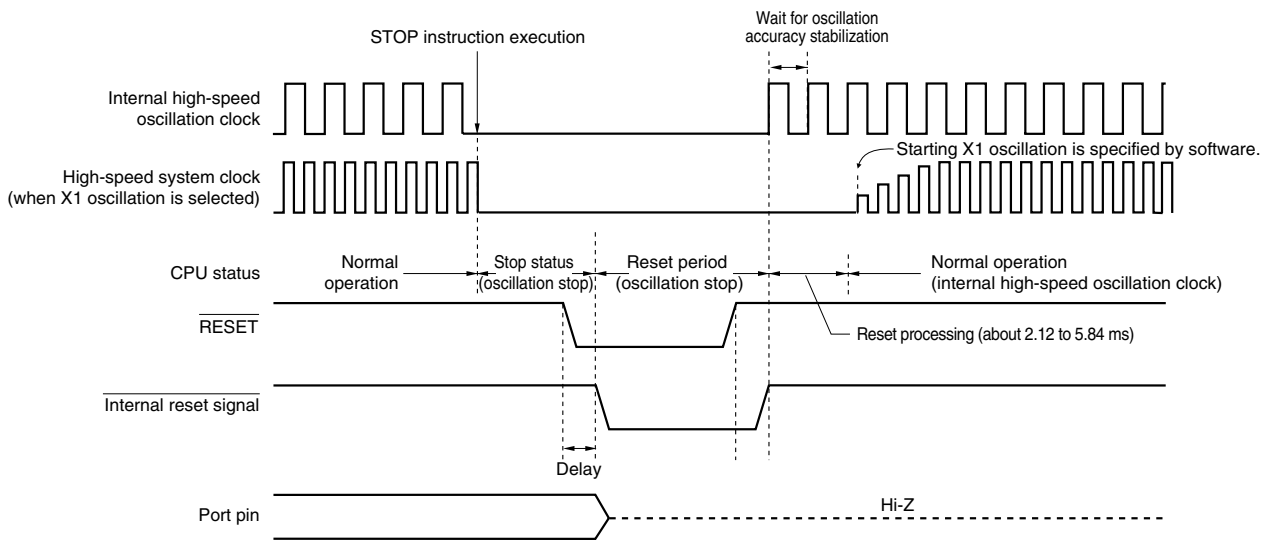 Wait for oscillation
accuracy stabilization
STOP instruction execution
Internal high-speed
oscillation clock
Starting X1 oscillation is specified by software.
High-speed system clock
(when X1 oscillation is selected)
CPU status
Normal
operation
Stop status
(oscillation stop)
Reset period
(oscillation stop)
Normal operation
(internal high-speed oscillation clock)
RESET
Reset processing (about 2.12 to 5.84 ms)
Internal reset signal
Delay
Port pin
Hi-Z